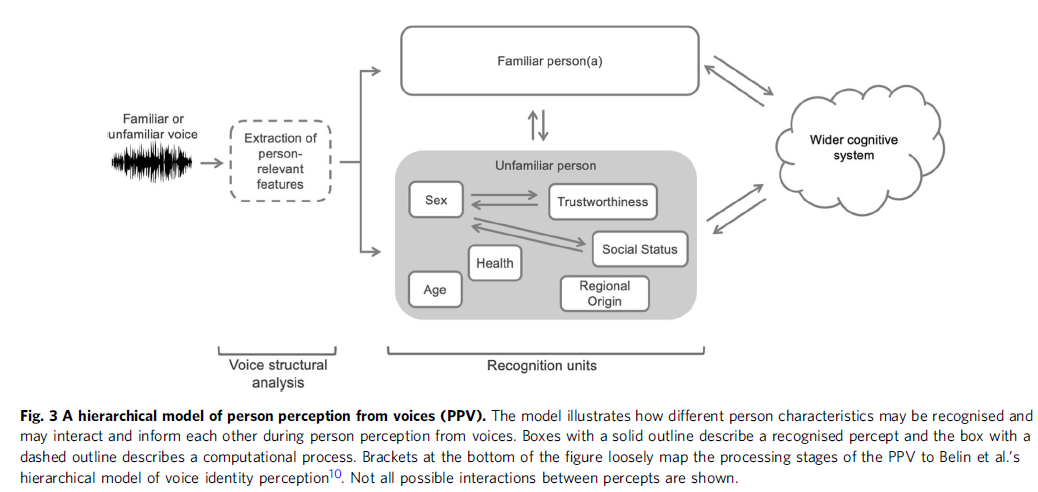 Familiar person(a)
Familiar or
unfamiliar voice
Extraction of
person-
relevant
features
Wider cognitive
system
Unfamiliar person
Sex
Trustworthiness
Social Status
Health
Age
Regional
Origin
Voice structural
analysis
Recognition units
Fig. 3 A hierarchical model of person perception from voices (PPV). The model illustrates how different person characteristics may be recognised and
may interact and inform each other during person perception from voices. Boxes with a solid outline describe a recognised percept and the box with a
dashed outline describes a computational process. Brackets at the bottom of the figure loosely map the processing stages of the PPV to Belin et al.'s
hierarchical model of voice identity perception10. Not all possible interactions between percepts are shown.